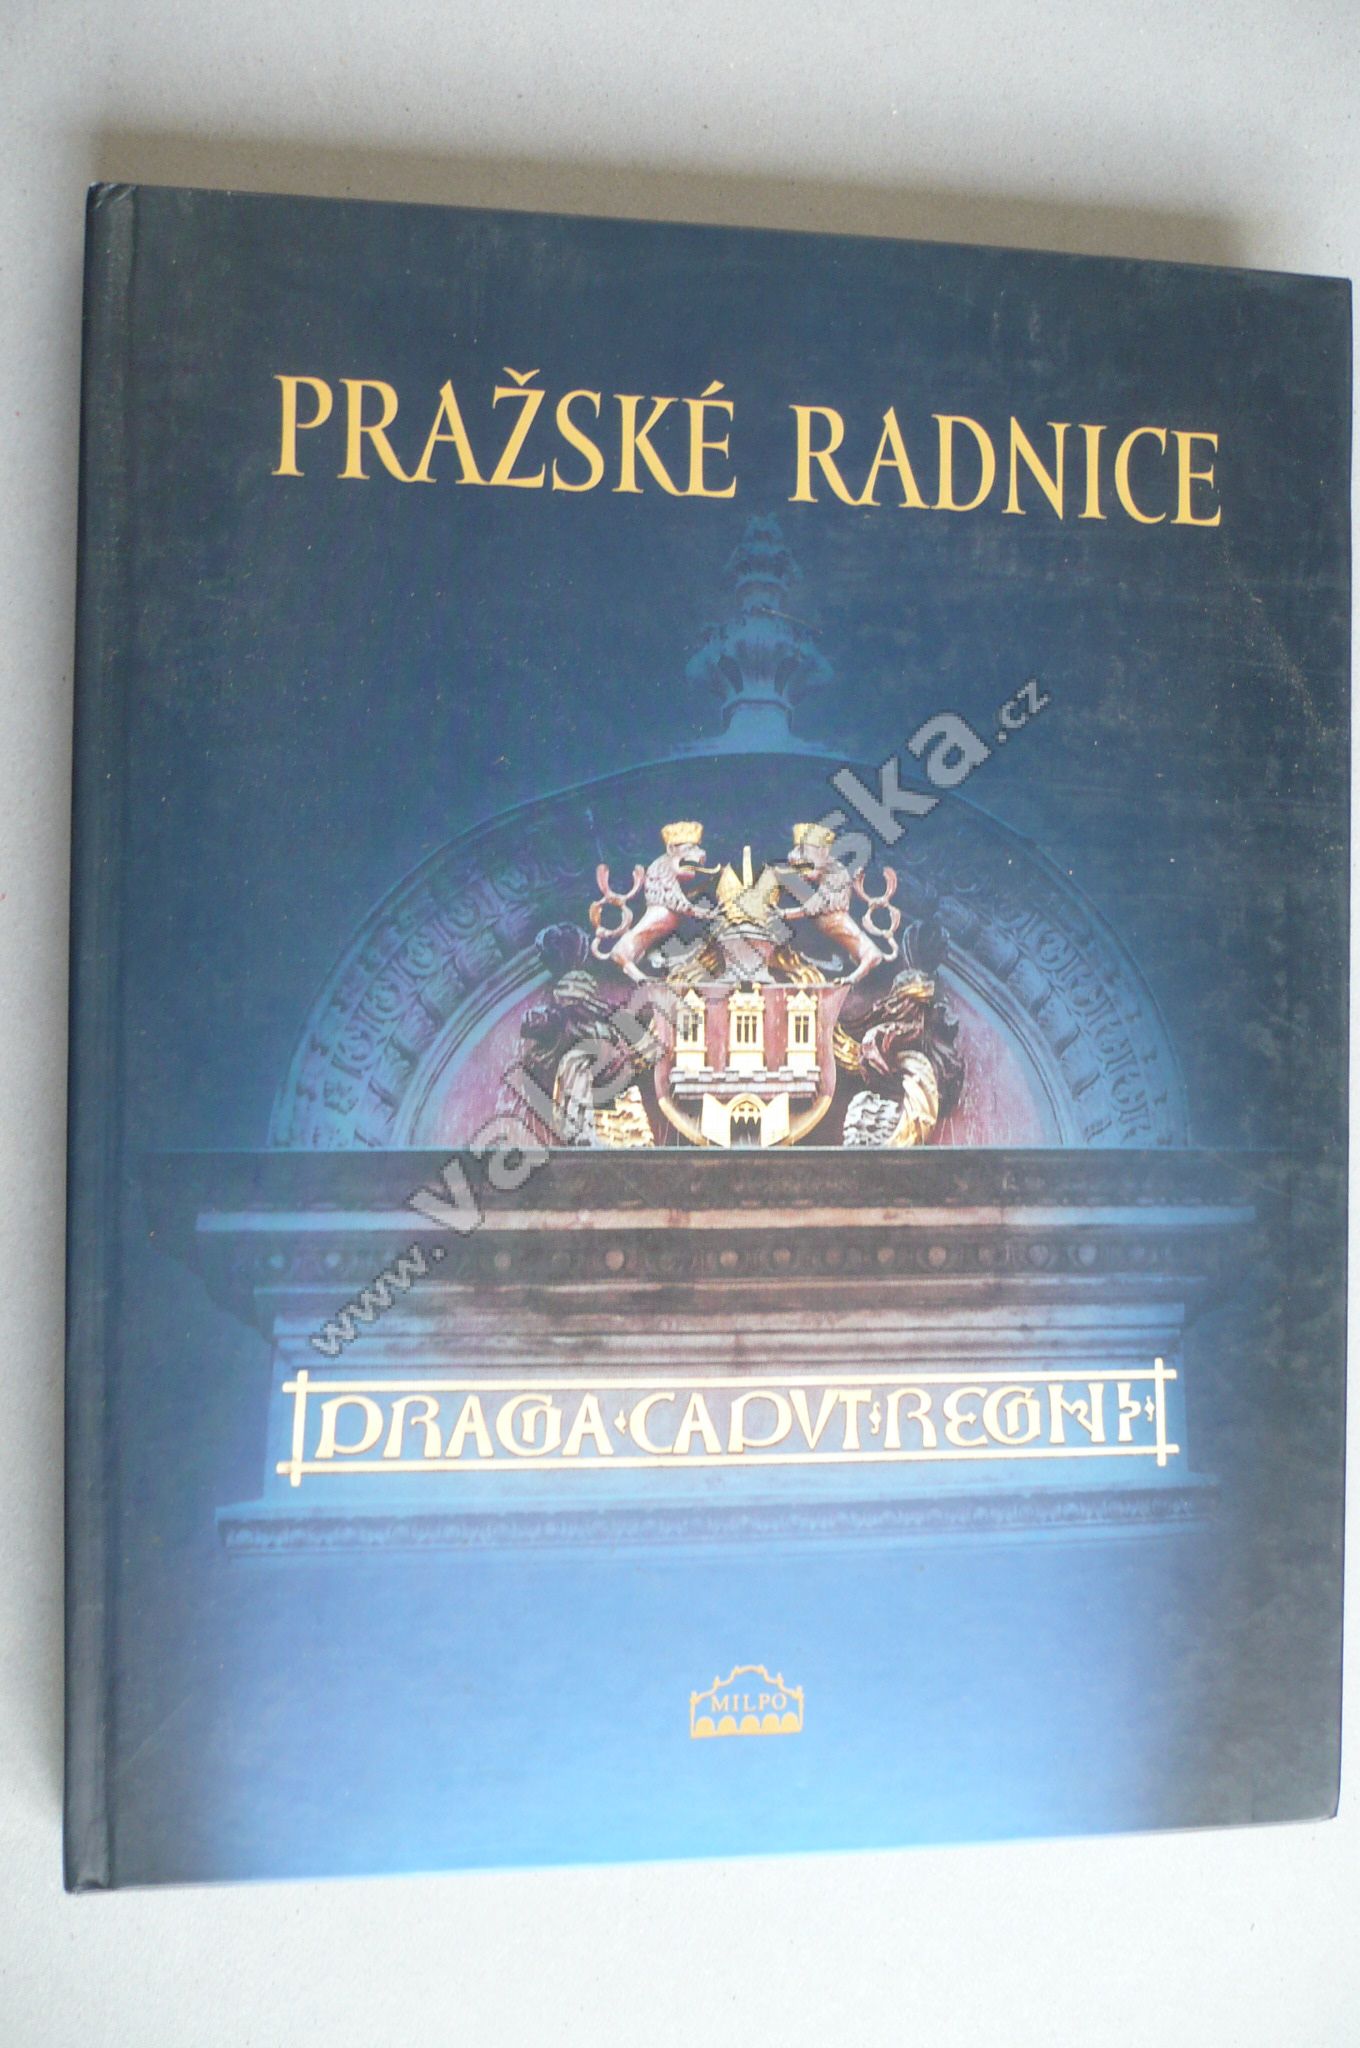 PRAŽSKÉ RADNICE
www.valentinska.cz
PRAGA·CAPVT·REGNI·
MILPO